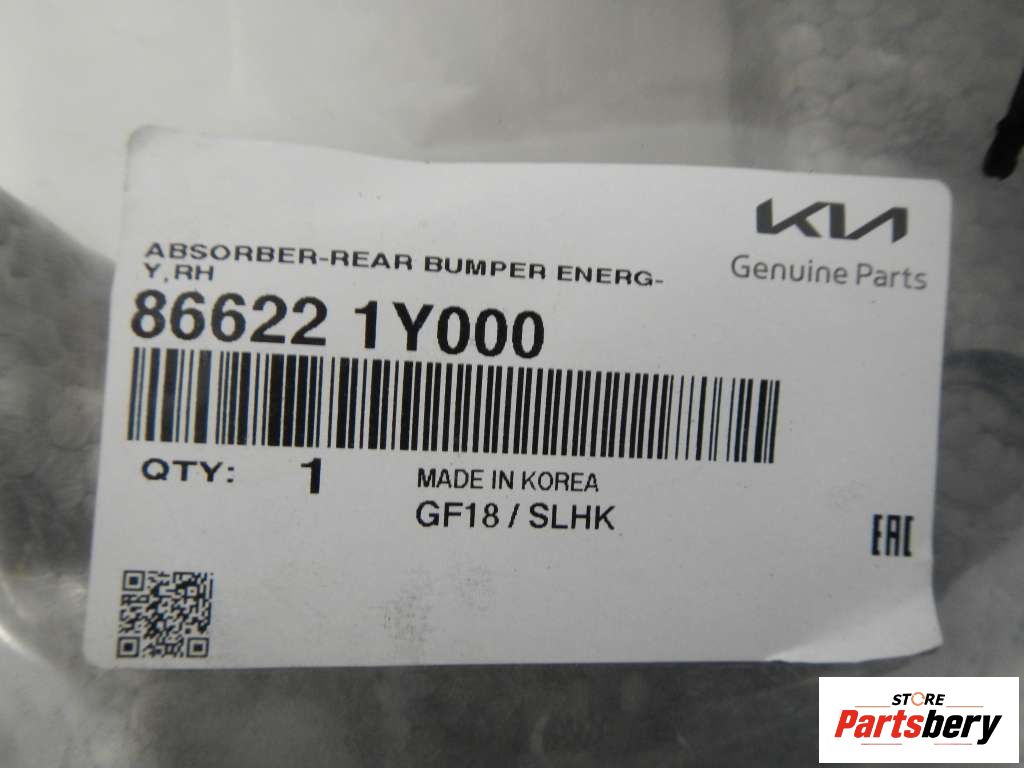 KIA
Genuine Parts
ABSORBER-REAR BUMPER ENERG-
Y,RH
86622 1Y000
QTY: 1
MADE IN KOREA
GF18 / SLHK
EAC
STORE
Partsbery